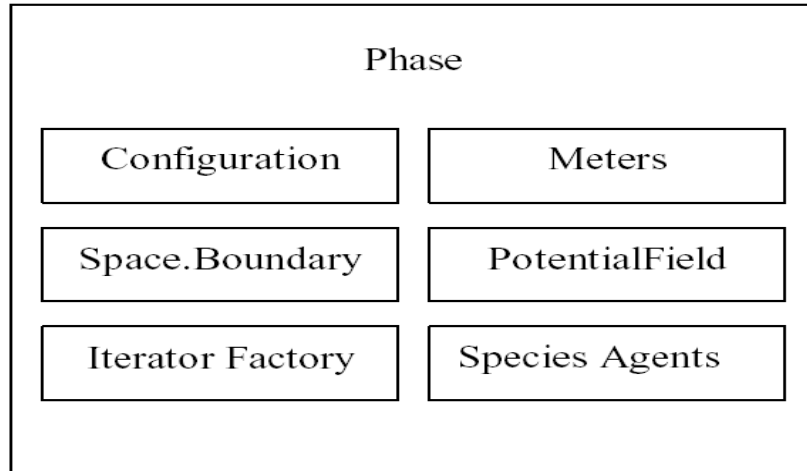 Phase
Configuration
Meters
Space.Boundary
PotentialField
Iterator Factory
Species Agents